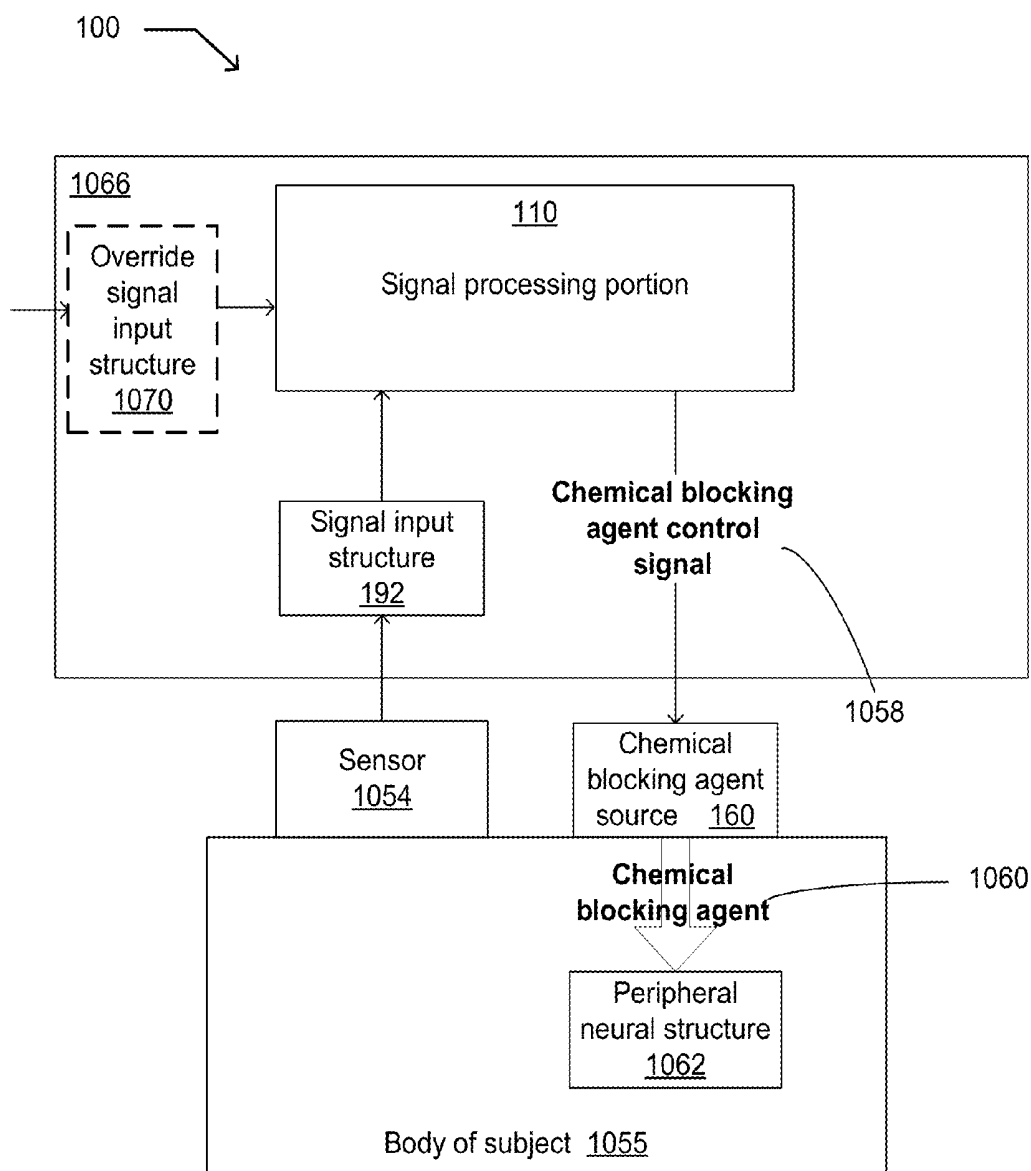 100
1066
Override
signal
input
structure
1070
110
Signal processing portion
Signal input
structure
192
Chemical blocking
agent control
signal
1058
Sensor
1054
Chemical
blocking agent
source 160
Chemical
blocking agent
1060
Peripheral
neural structure
1062
Body of subject 1055